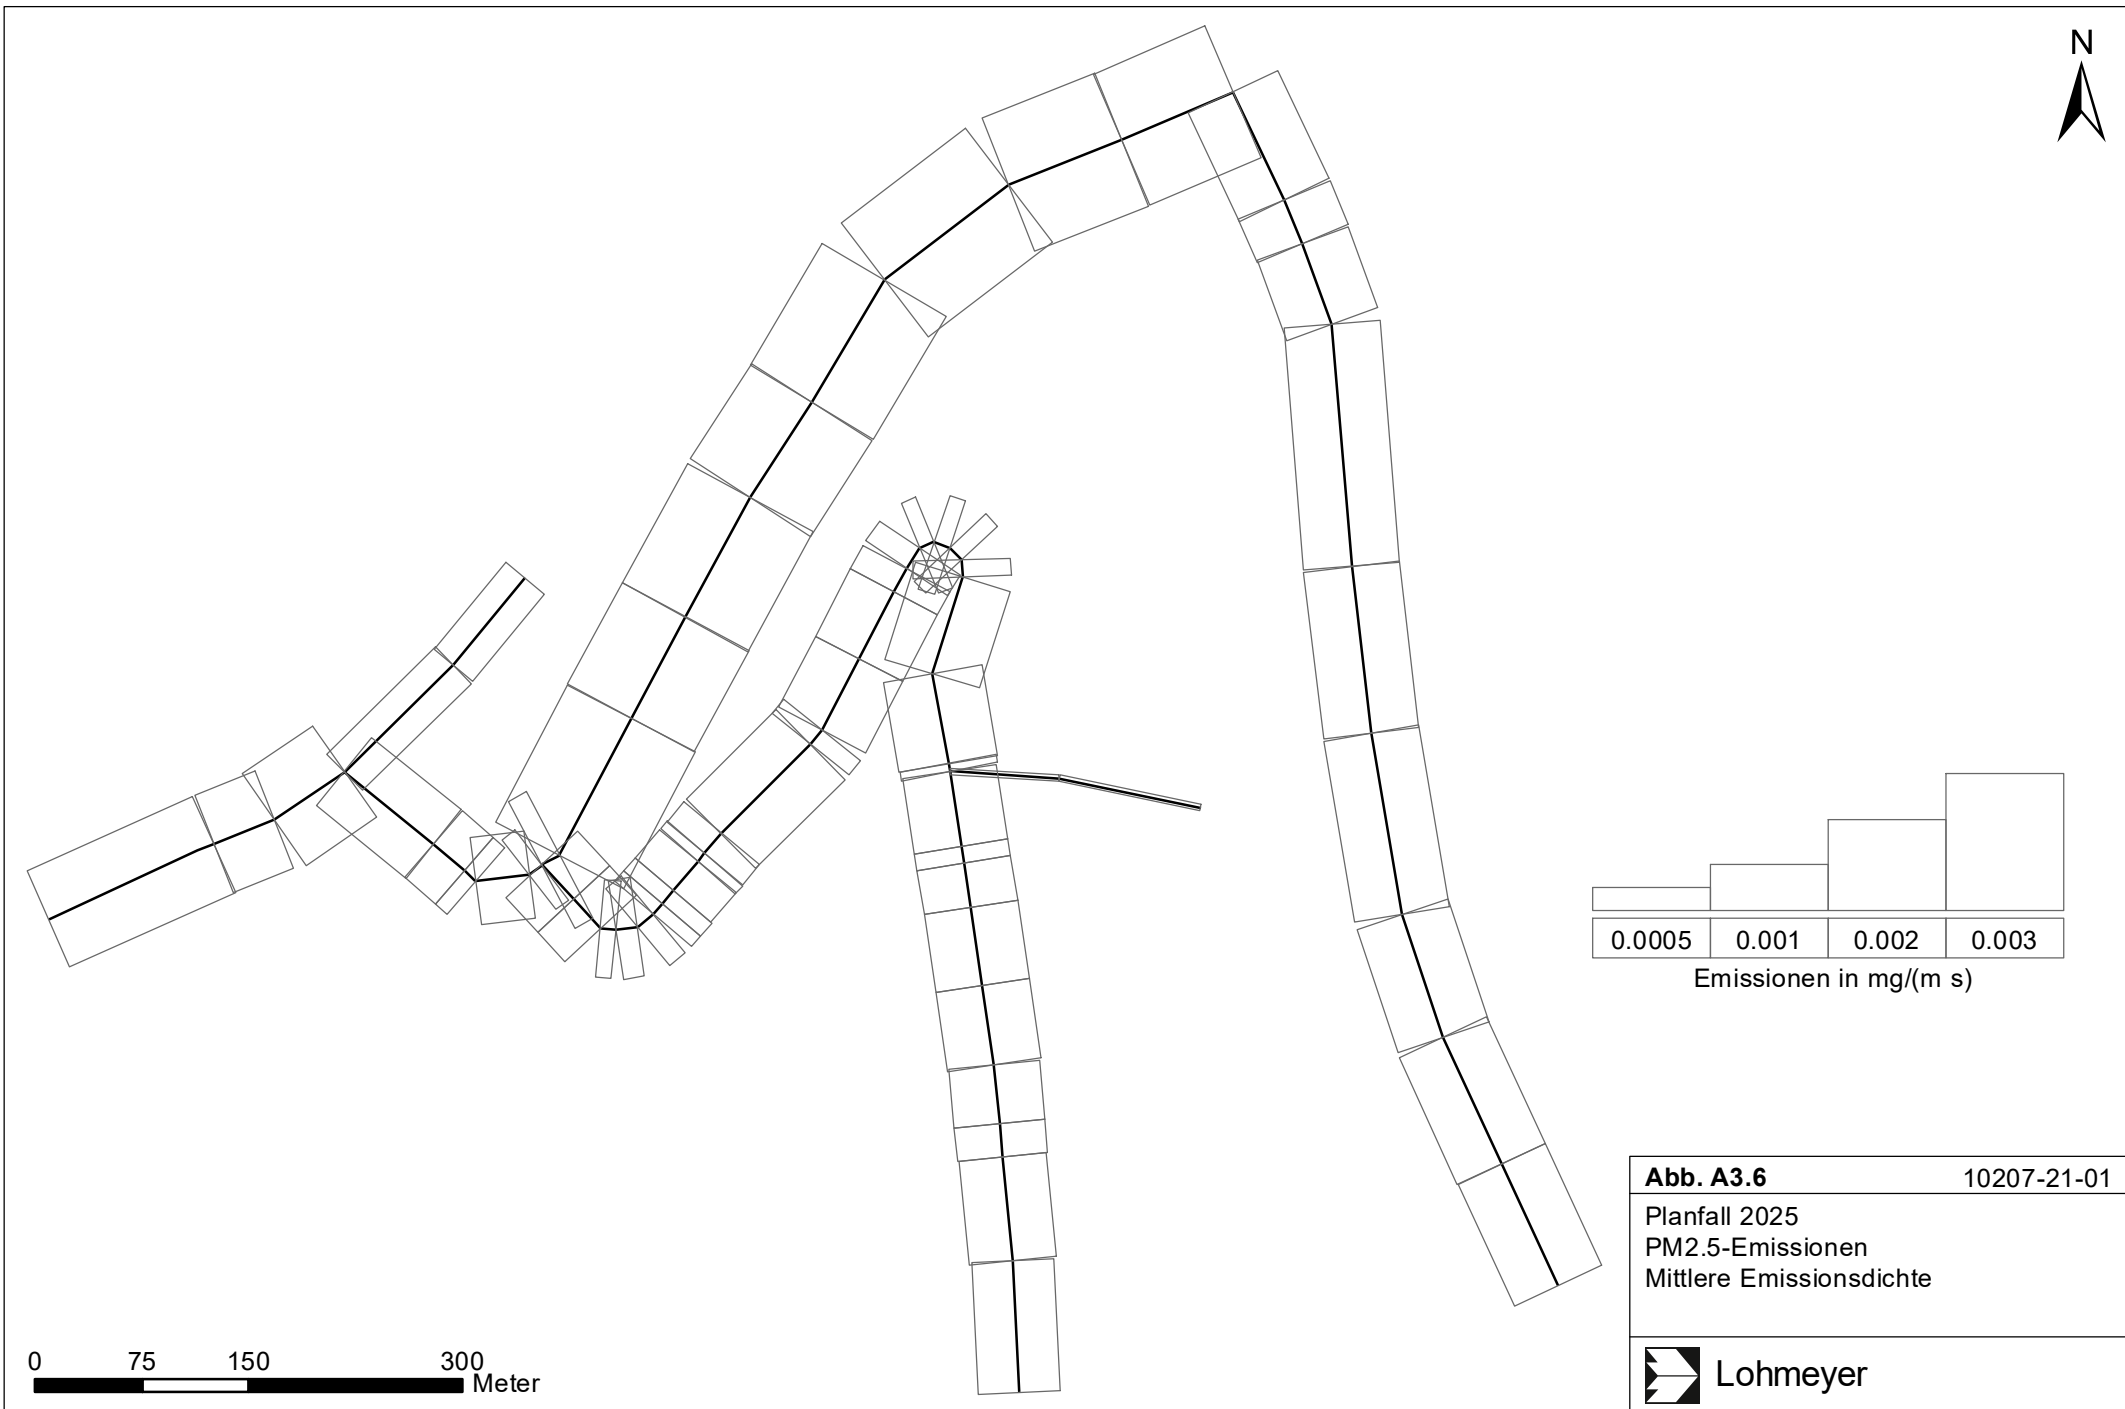 N
0.0005 0.001 0.002 0.003
Emissionen in mg/(m s)
Abb. A3.6 10207-21-01
Planfall 2025
PM2.5-Emissionen
Mittlere Emissionsdichte
Lohmeyer
0 75 150 300
Meter